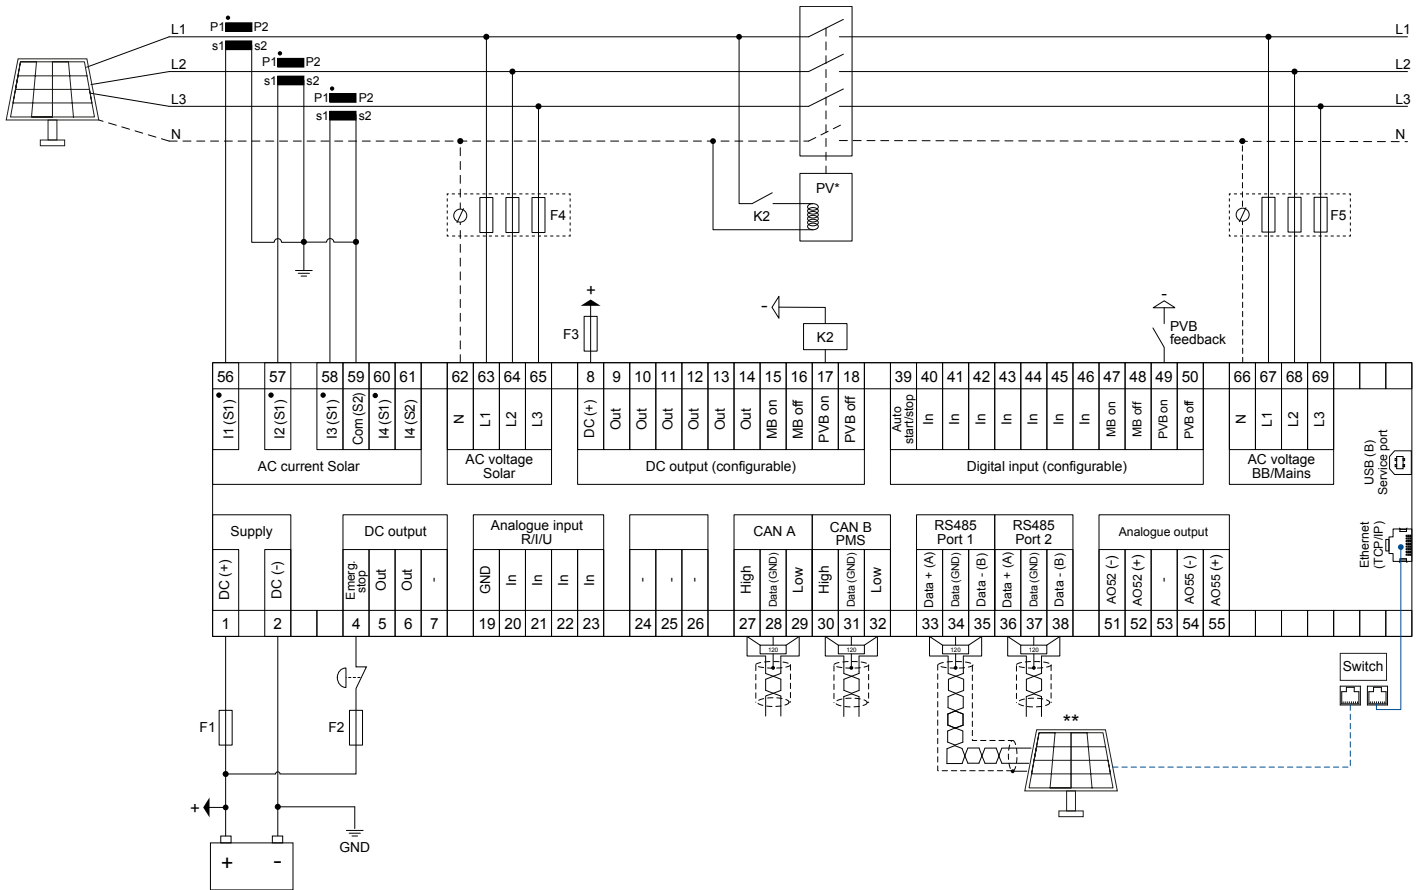 L1 P1 P2 L1
s1 s2
L2 P1 P2 L2
s1 s2
L3 P1 P2 L3
s1 s2
N N
PV*
K2
F4 F5
+ - -
F3 K2 PVB
feedback
56 57 58 59 60 61 62 63 64 65 8 9 10 11 12 13 14 15 16 17 18 39 40 41 42 43 44 45 46 47 48 49 50 66 67 68 69
I1 (S1) I2 (S1) I3 (S1) Com (S2) I4 (S1) I4 (S2) N L1 L2 L3 DC (+) Out Out Out Out Out Out MB on MB off PVB on PVB off Auto start/stop In In In In In In In MB on MB off PVB on PVB off N L1 L2 L3
AC current Solar
AC voltage
Solar
DC output (configurable)
Digital input (configurable)
AC voltage
BB/Mains
USB (B)
Service port
Ethernet
(TCP/IP)
Supply
DC output
Analogue input
R/I/U
CAN A
CAN B
PMS
RS485
Port 1
RS485
Port 2
Analogue output
DC (+) DC (-) Emerg. stop Out Out - GND In In In In - - - High Data (GND) Low High Data (GND) Low Data + (A) Data (GND) Data - (B) Data + (A) Data (GND) Data - (B) AO52 (-) AO52 (+) - AO55 (-) AO55 (+)
1 2 4 5 6 7 19 20 21 22 23 24 25 26 27 28 29 30 31 32 33 34 35 36 37 38 51 52 53 54 55
120 120 120 120
Switch
F1 F2
**
+
GND
+ -